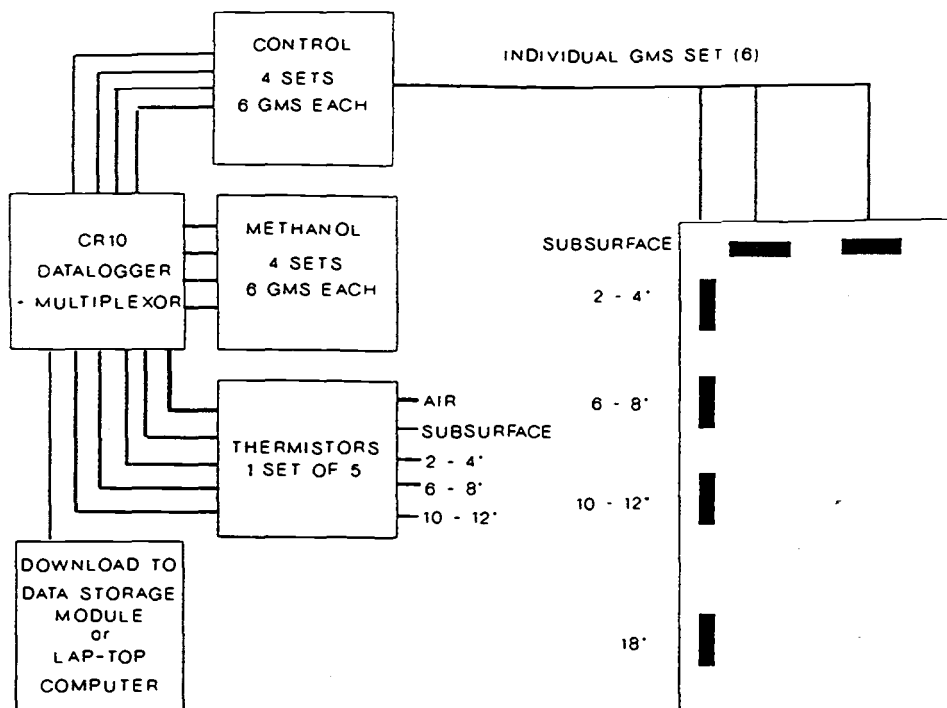 CONTROL
4 SETS
6 GMS EACH
INDIVIDUAL GMS SET (6)
CR10
DATALOGGER
- MULTIPLEXOR
METHANOL
4 SETS
6 GMS EACH
THERMISTORS
1 SET OF 5
AIR
SUBSURFACE
2 - 4"
6 - 8"
10 - 12"
DOWNLOAD TO
DATA STORAGE
MODULE
or
LAP-TOP
COMPUTER
SUBSURFACE
2 - 4"
6 - 8"
10 - 12"
18"